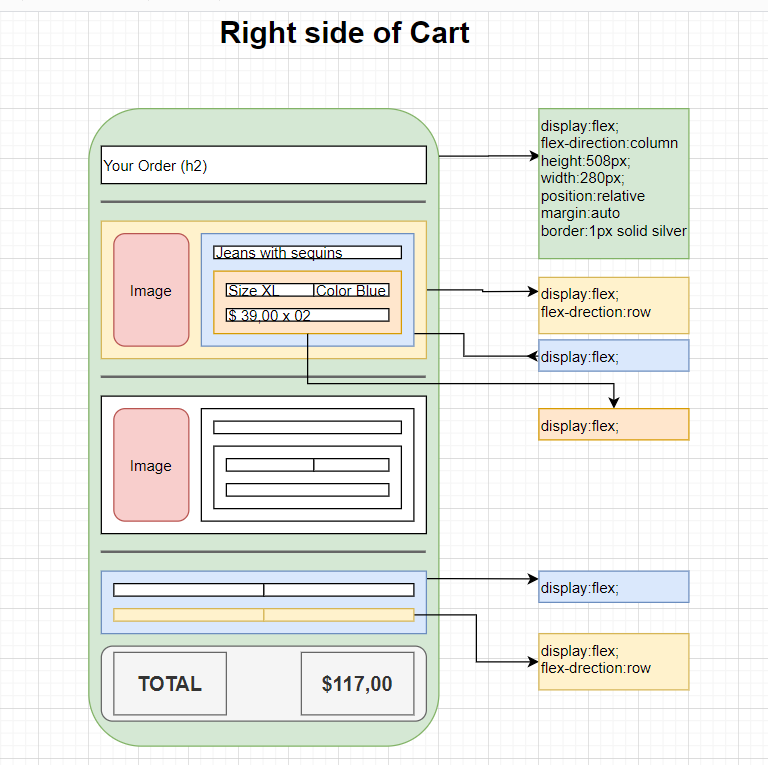 Right side of Cart
Your Order (h2)
display:flex;
flex-direction:column
height:508px;
width:280px;
position:relative
margin:auto
border:1px solid silver
Image
Jeans with sequins
Size XL
Color Blue
$ 39,00 x 02
display:flex;
flex-drection:row
display:flex;
display:flex;
Image
display:flex;
display:flex;
flex-drection:row
TOTAL
$117,00